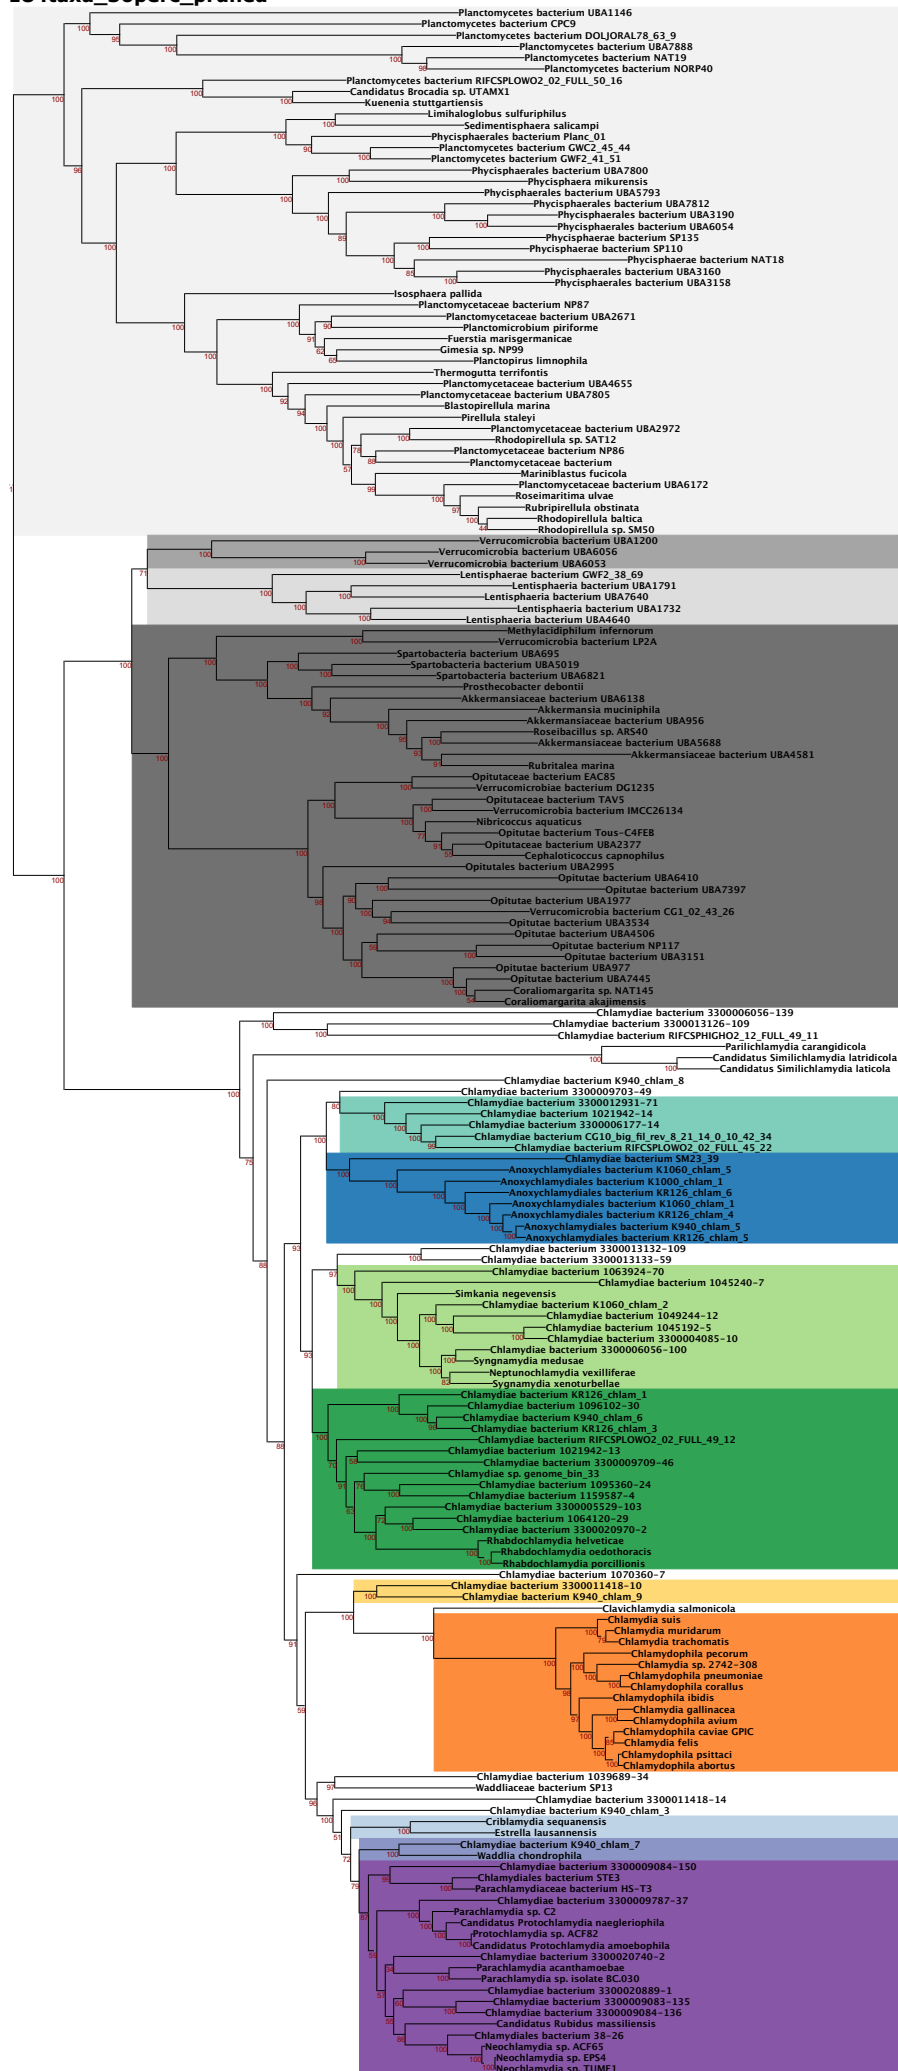 Planctomycetes bacterium UBA1146
Planctomycetes bacterium CPC9
Planctomycetes bacterium DOLJORAL78_63_9
Planctomycetes bacterium UBA7888
Planctomycetes bacterium NAT19
Planctomycetes bacterium NORP40
Planctomycetes bacterium RIFCSPLOWO2_02_FULL_50_16
Candidatus Brocadia sp. UTAMX1
Kuenenia stuttgartiensis
Limihaloglobus sulfuriphilus
Sedimentisphaera salicampi
Phycisphaerales bacterium Planc_01
Planctomycetes bacterium GWC2_45_44
Planctomycetes bacterium GWF2_41_51
Phycisphaerales bacterium UBA7800
Phycisphaera mikurensis
Phycisphaerales bacterium UBA5793
Phycisphaerales bacterium UBA7812
Phycisphaerales bacterium UBA3190
Phycisphaerales bacterium UBA6054
Phycisphaerae bacterium SP135
Phycisphaerae bacterium SP110
Phycisphaerae bacterium NAT18
Phycisphaerales bacterium UBA3160
Phycisphaerales bacterium UBA3158
Isosphaera pallida
Planctomycetaceae bacterium NP87
Planctomycetaceae bacterium UBA2671
Planctomicrobium piriforme
Fuerstia marisgermanicae
Gimesia sp. NP99
Planctopirus limnophila
Thermogutta terrifontis
Planctomycetaceae bacterium UBA4655
Planctomycetaceae bacterium UBA7805
Blastopirellula marina
Pirellula staleyi
Planctomycetaceae bacterium UBA2972
Rhodopirellula sp. SAT12
Planctomycetaceae bacterium NP86
Planctomycetaceae bacterium
Mariniblastus fucicola
Planctomycetaceae bacterium UBA6172
Roseimaritima ulvae
Rubripirellula obstinata
Rhodopirellula baltica
Rhodopirellula sp. SM50
Verrucomicrobia bacterium UBA1200
Verrucomicrobia bacterium UBA6056
Verrucomicrobia bacterium UBA6053
Lentisphaerae bacterium GWF2_38_69
Lentisphaeria bacterium UBA1791
Lentisphaeria bacterium UBA7640
Lentisphaeria bacterium UBA1732
Lentisphaeria bacterium UBA4640
Methylacidiphilum infernorum
Verrucomicrobia bacterium LP2A
Spartobacteria bacterium UBA695
Spartobacteria bacterium UBA5019
Spartobacteria bacterium UBA6821
Prosthecobacter debontii
Akkermansiaceae bacterium UBA6138
Akkermansia muciniphila
Akkermansiaceae bacterium UBA956
Roseibacillus sp. ARS40
Akkermansiaceae bacterium UBA5688
Akkermansiaceae bacterium UBA4581
Rubritalea marina
Opitutaceae bacterium EAC85
Verrucomicrobiae bacterium DG1235
Opitutaceae bacterium TAV5
Verrucomicrobia bacterium IMCC26134
Nibricoccus aquaticus
Opitutae bacterium Tous-C4FEB
Opitutaceae bacterium UBA2377
Cephaloticoccus capnophilus
Opitutales bacterium UBA2995
Opitutae bacterium UBA6410
Opitutae bacterium UBA7397
Opitutae bacterium UBA1977
Verrucomicrobia bacterium CG1_02_43_26
Opitutae bacterium UBA3534
Opitutae bacterium UBA4506
Opitutae bacterium NP117
Opitutae bacterium UBA3151
Opitutae bacterium UBA977
Opitutae bacterium UBA7445
Coraliomargarita sp. NAT145
Coraliomargarita akajimensis
Chlamydiae bacterium 3300006056-139
Chlamydiae bacterium 3300013126-109
Chlamydiae bacterium RIFCSPHIGHO2_12_FULL_49_11
Parilichlamydia carangidicola
Candidatus Similichlamydia latridicola
Candidatus Similichlamydia laticola
Chlamydiae bacterium K940_chlam_8
Chlamydiae bacterium 3300009703-49
Chlamydiae bacterium 3300012931-71
Chlamydiae bacterium 1021942-14
Chlamydiae bacterium 3300006177-14
Chlamydiae bacterium CG10_big_fil_rev_8_21_14_0_10_42_34
Chlamydiae bacterium RIFCSPLOWO2_02_FULL_45_22
Chlamydiae bacterium SM23_39
Anoxychlamydiales bacterium K1060_chlam_5
Anoxychlamydiales bacterium K1000_chlam_1
Anoxychlamydiales bacterium KR126_chlam_6
Anoxychlamydiales bacterium K1060_chlam_1
Anoxychlamydiales bacterium KR126_chlam_4
Anoxychlamydiales bacterium K940_chlam_5
Anoxychlamydiales bacterium KR126_chlam_5
Chlamydiae bacterium 3300013132-109
Chlamydiae bacterium 3300013133-59
Chlamydiae bacterium 1063924-70
Chlamydiae bacterium 1045240-7
Simkania negevensis
Chlamydiae bacterium K1060_chlam_2
Chlamydiae bacterium 1049244-12
Chlamydiae bacterium 1045192-5
Chlamydiae bacterium 3300004085-10
Chlamydiae bacterium 3300006056-100
Syngnamydia medusae
Neptunochlamydia vexilliferae
Sygnamydia xenoturbellae
Chlamydiae bacterium KR126_chlam_1
Chlamydiae bacterium 1096102-30
Chlamydiae bacterium K940_chlam_6
Chlamydiae bacterium KR126_chlam_3
Chlamydiae bacterium RIFCSPLOWO2_02_FULL_49_12
Chlamydiae bacterium 1021942-13
Chlamydiae bacterium 3300009709-46
Chlamydiae sp. genome_bin_33
Chlamydiae bacterium 1095360-24
Chlamydiae bacterium 1159587-4
Chlamydiae bacterium 3300005529-103
Chlamydiae bacterium 1064120-29
Chlamydiae bacterium 3300020970-2
Rhabdochlamydia helveticae
Rhabdochlamydia oedothoracis
Rhabdochlamydia porcillionis
Chlamydiae bacterium 1070360-7
Chlamydiae bacterium 3300011418-10
Chlamydiae bacterium K940_chlam_9
Clavichlamydia salmonicola
Chlamydia suis
Chlamydia muridarum
Chlamydia trachomatis
Chlamydophila pecorum
Chlamydia sp. 2742-308
Chlamydophila pneumoniae
Chlamydophila corallus
Chlamydophila ibidis
Chlamydia gallinacea
Chlamydophila avium
Chlamydophila caviae GPIC
Chlamydia felis
Chlamydophila psittaci
Chlamydophila abortus
Chlamydiae bacterium 1039689-34
Waddliaceae bacterium SP13
Chlamydiae bacterium 3300011418-14
Chlamydiae bacterium K940_chlam_3
Criblamydia sequanensis
Estrella lausannensis
Chlamydiae bacterium K940_chlam_7
Waddlia chondrophila
Chlamydiae bacterium 3300009084-150
Chlamydiales bacterium STE3
Parachlamydiaceae bacterium HS-T3
Chlamydiae bacterium 3300009787-37
Parachlamydia sp. C2
Candidatus Protochlamydia naegleriophila
Protochlamydia sp. ACF82
Candidatus Protochlamydia amoebophila
Chlamydiae bacterium 3300020740-2
Parachlamydia acanthamoebae
Parachlamydia sp. isolate BC.030
Chlamydiae bacterium 3300020889-1
Chlamydiae bacterium 3300009083-135
Chlamydiae bacterium 3300009084-136
Candidatus Rubidus massiliensis
Chlamydiales bacterium 38-26
Neochlamydia sp. ACF65
Neochlamydia sp. EPS4
Neochlamydia sp. TUME1